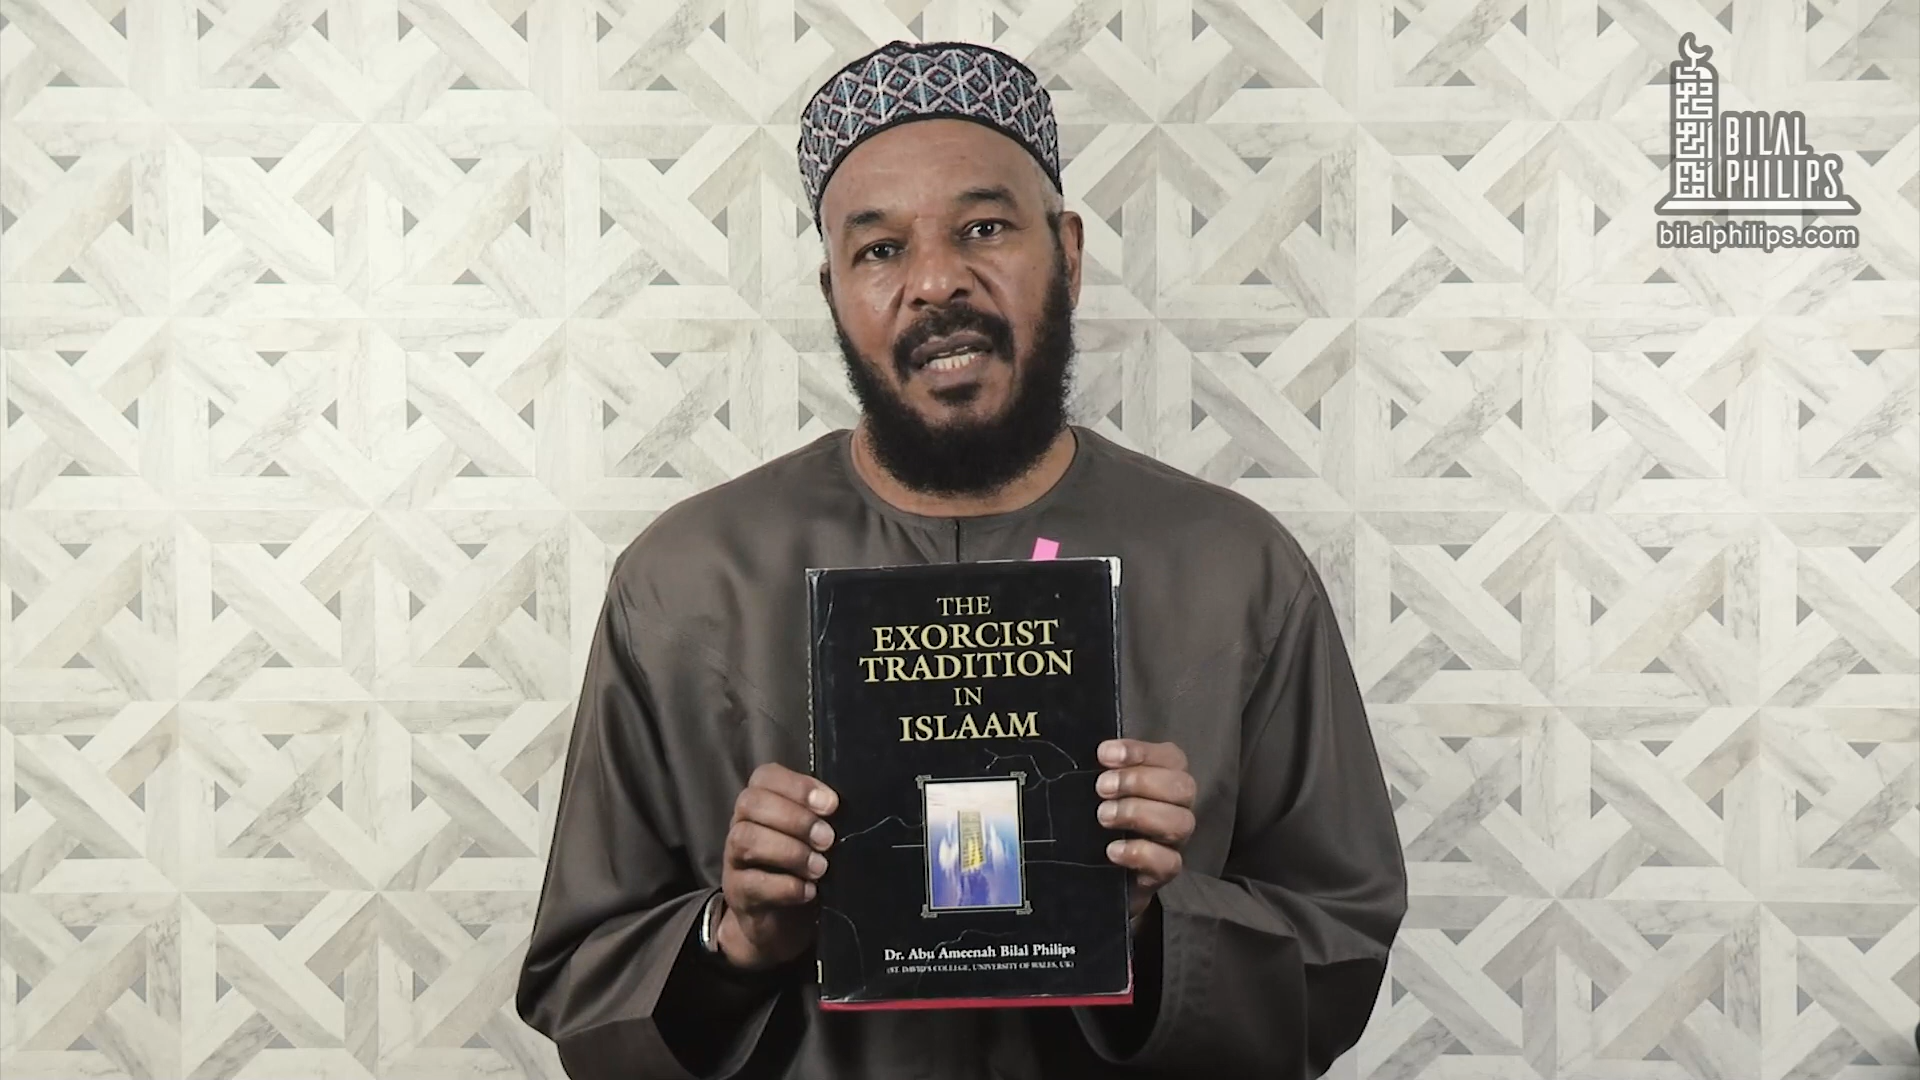 BILAL
PHILIPS
bilalphilips.com
THE
EXORCIST
TRADITION
IN
ISLAAM
Dr. Abu Ameenah Bilal Philips
(ST. DAVID'S COLLEGE, UNIVERSITY OF WALES, UK)